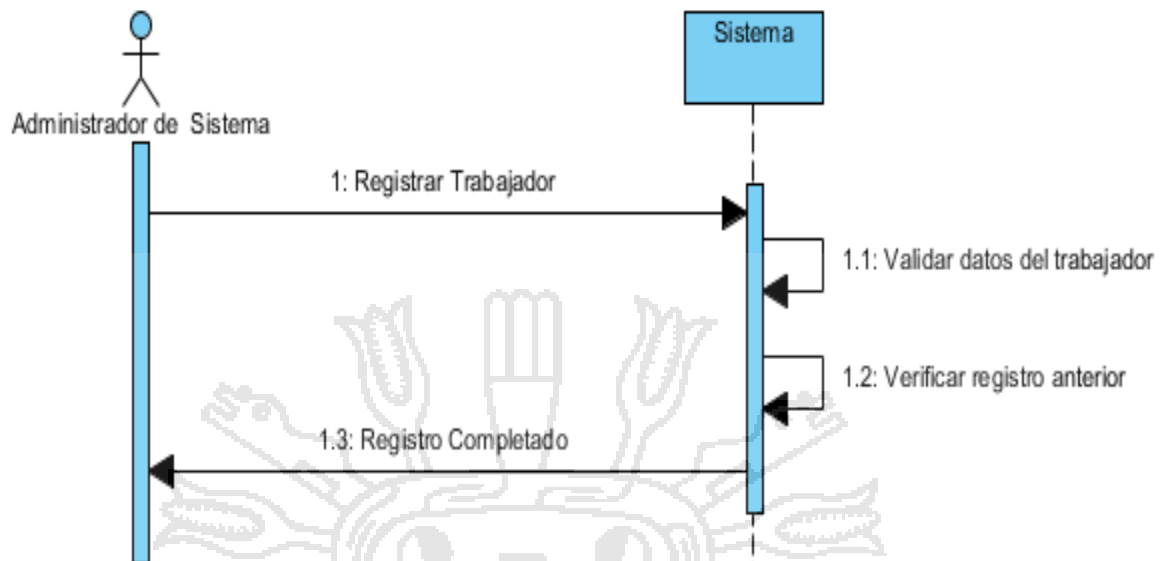 Sistema
Administrador de Sistema
1: Registrar Trabajador
1.1: Validar datos del trabajador
1.2: Verificar registro anterior
1.3: Registro Completado